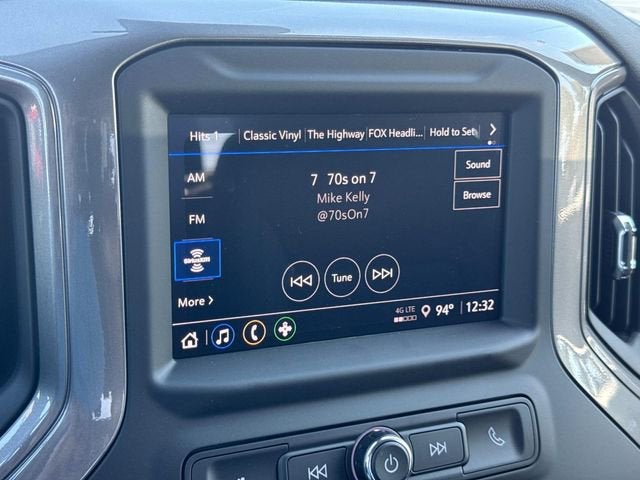 Hits 1 Classic Vinyl The Highway FOX Headli... Hold to Set
AM
FM
SiriusXM
More
7 70s on 7
Mike Kelly
@70sOn7
Sound
Browse
Tune
4G LTE
94° 12:32